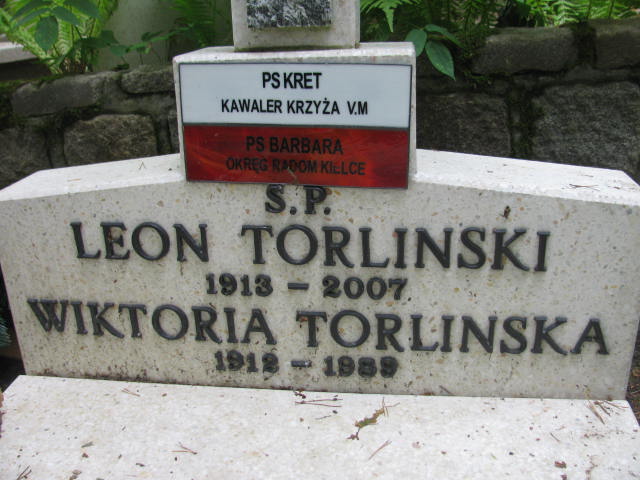 PS KRET
KAWALER KRZYŻA V.M
PS BARBARA
OKRĘG RADOM KIELCE
S.P.
LEON TORLINSKI
1913 – 2007
WIKTORIA TORLINSKA
1912 – 1989